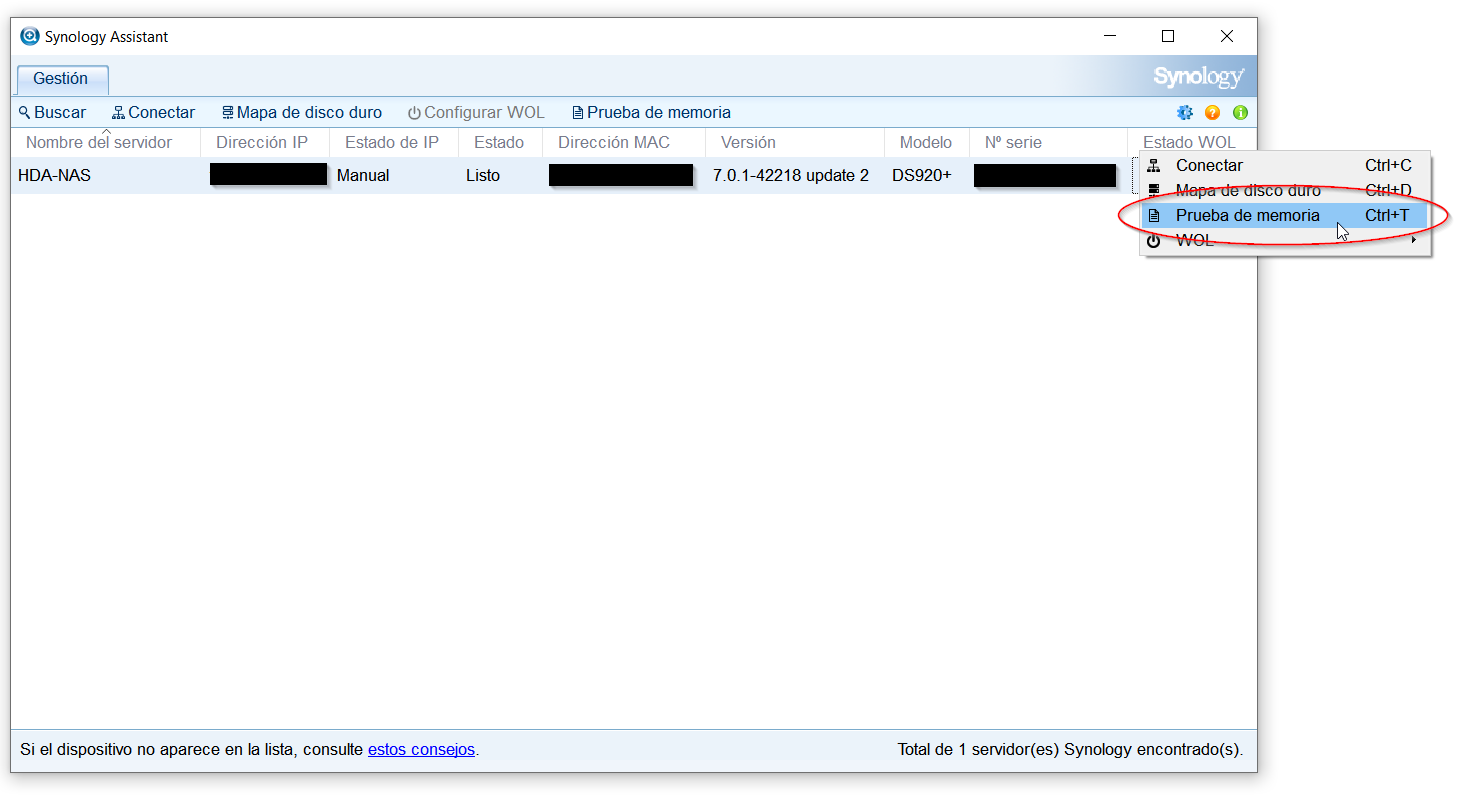 Synology Assistant
Gestión
Synology
Buscar Conectar Mapa de disco duro Configurar WOL Prueba de memoria
Nombre del servidor Dirección IP Estado de IP Estado Dirección MAC Versión Modelo Nº serie Estado WOL
HDA-NAS Manual Listo 7.0.1-42218 update 2 DS920+
Conectar Ctrl+C
Mapa de disco duro Ctrl+D
Prueba de memoria Ctrl+T
WOL
Si el dispositivo no aparece en la lista, consulte estos consejos.
Total de 1 servidor(es) Synology encontrado(s).